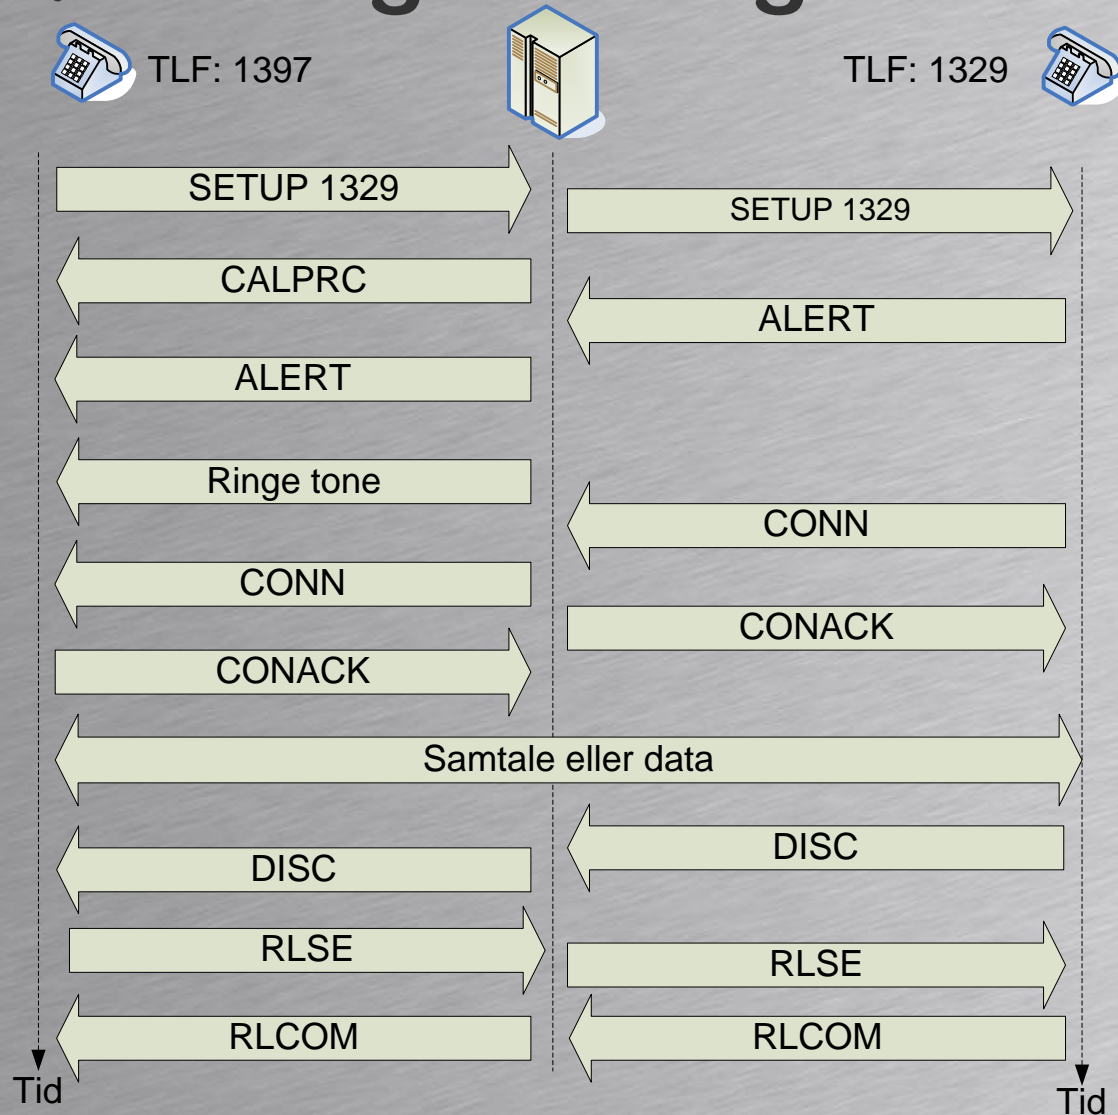 TLF: 1397
TLF: 1329
SETUP 1329
SETUP 1329
CALPRC
ALERT
ALERT
Ringe tone
CONN
CONN
CONACK
CONACK
Samtale eller data
DISC
DISC
RLSE
RLSE
RLCOM
RLCOM
Tid
Tid